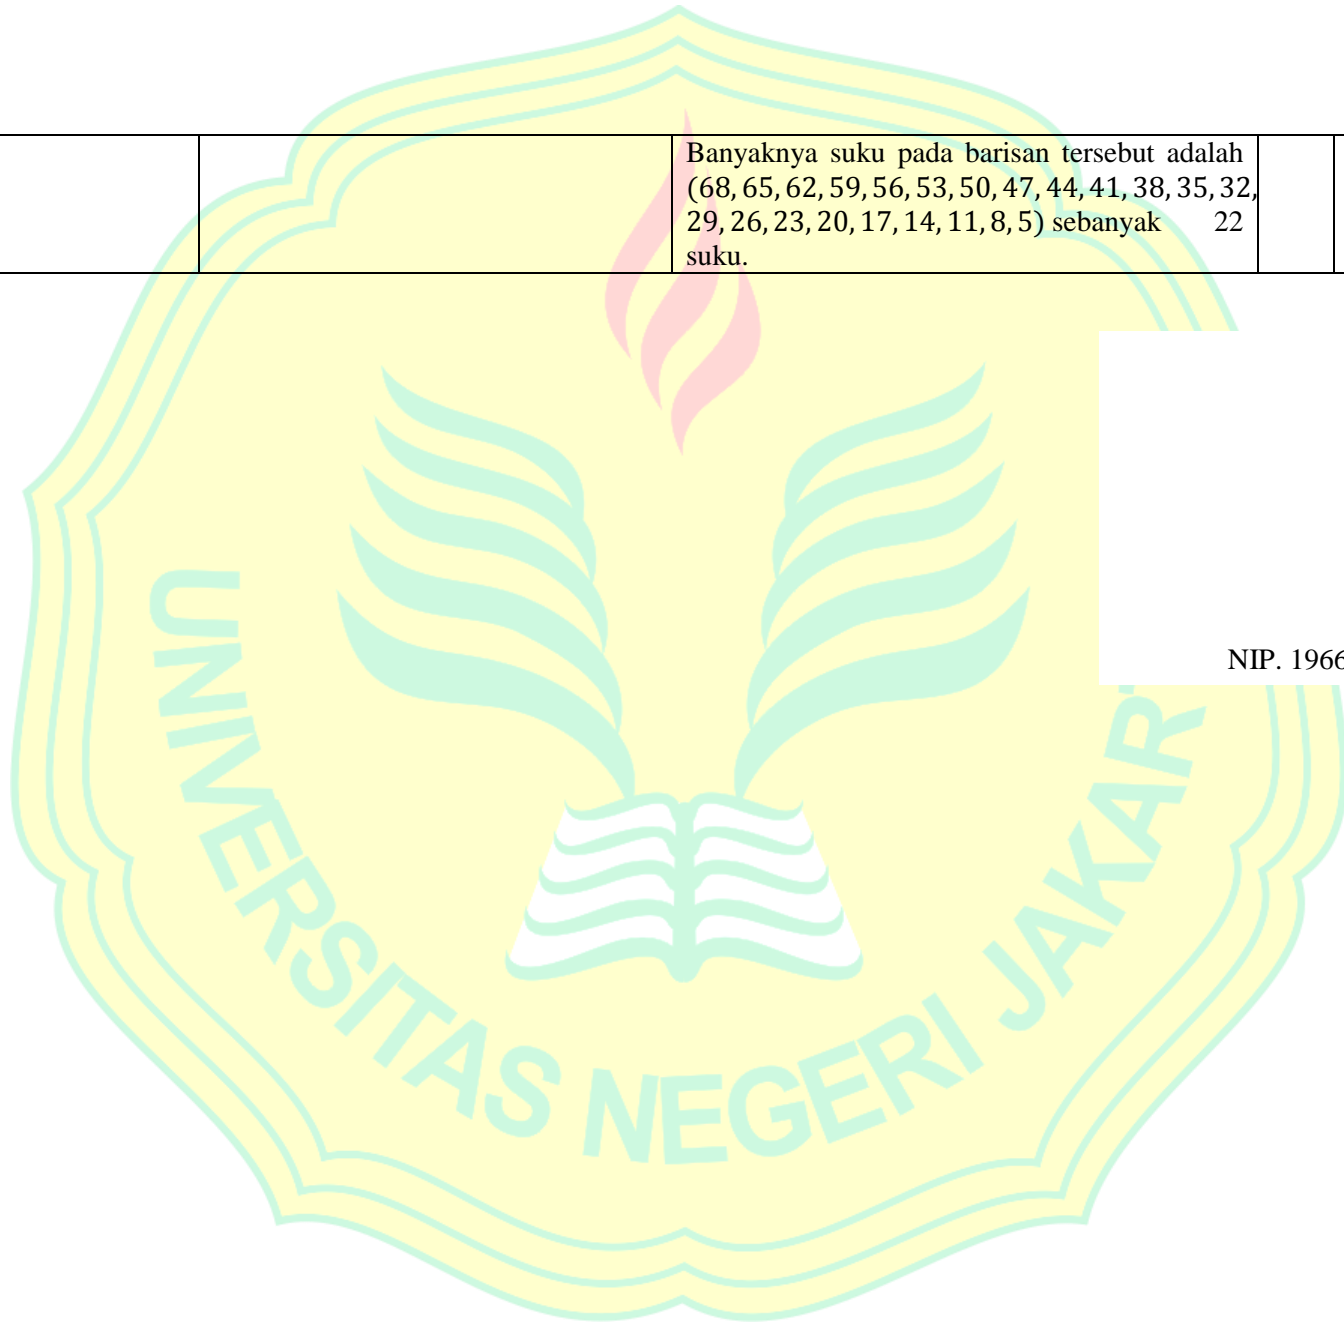 Banyaknya suku pada barisan tersebut adalah
(68, 65, 62, 59, 56, 53, 50, 47, 44, 41, 38, 35, 32,
29, 26, 23, 20, 17, 14, 11, 8, 5) sebanyak 22
suku.
NIP. 1966
UNIVERSITAS NEGERI JAKAR